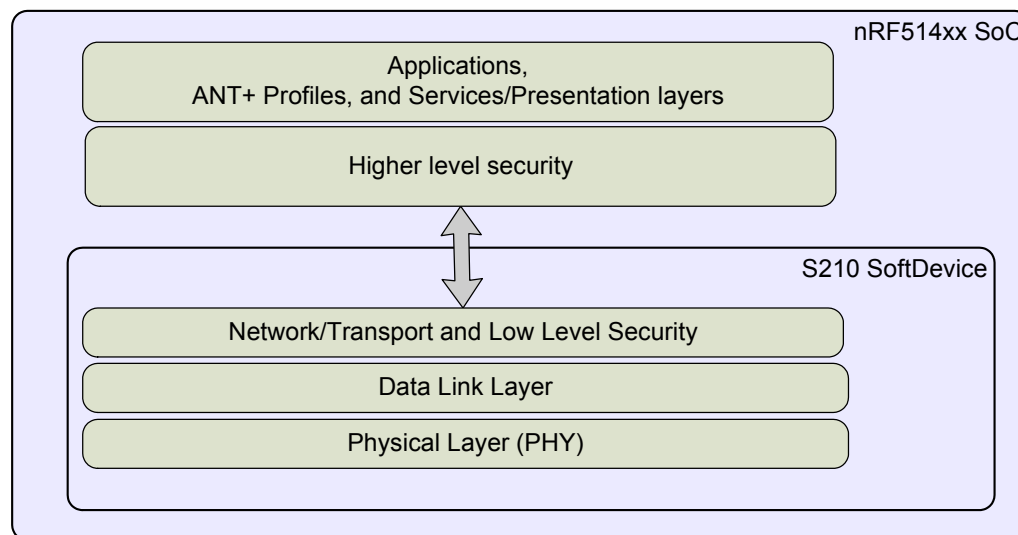 nRF514xx SoC
Applications,
ANT+ Profiles, and Services/Presentation layers
Higher level security
S210 SoftDevice
Network/Transport and Low Level Security
Data Link Layer
Physical Layer (PHY)